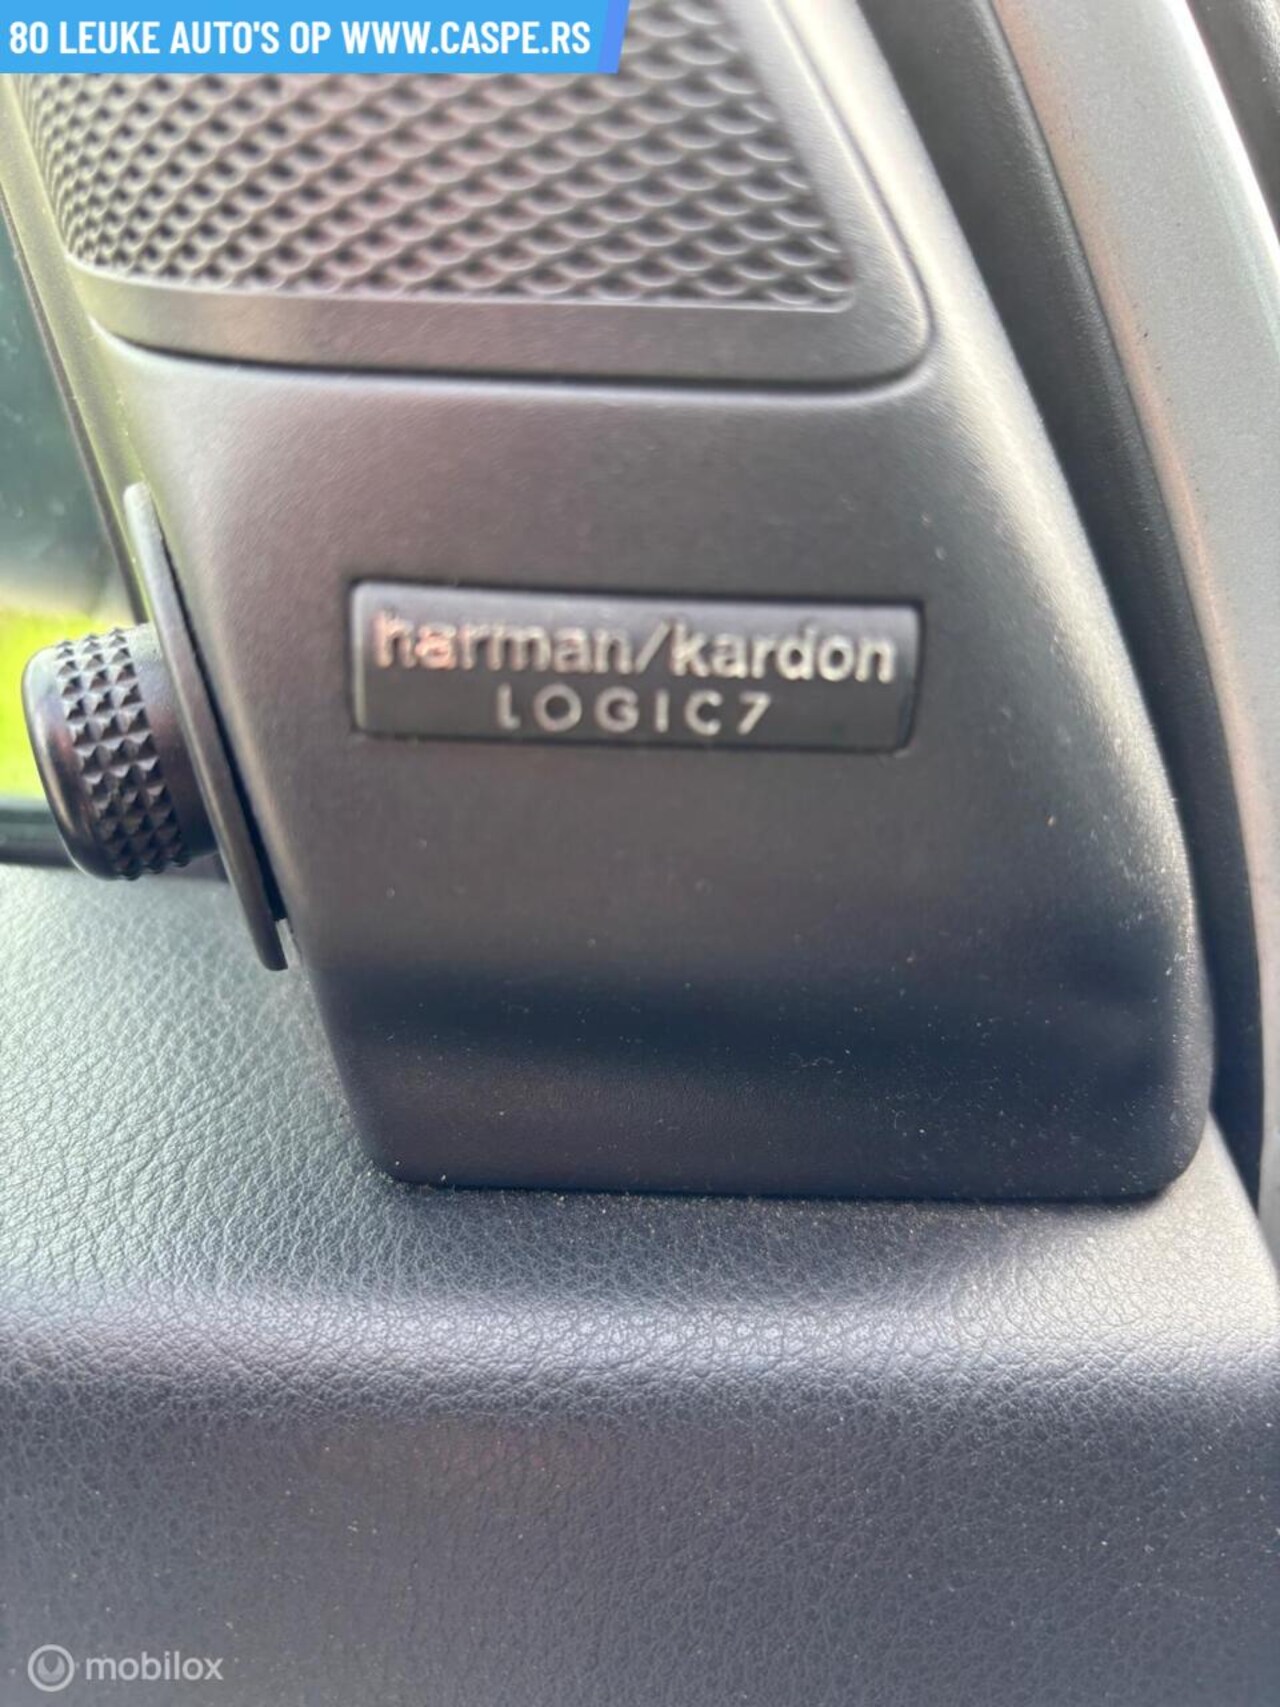 80 LEUKE AUTO'S OP WWW.CASPE.RS
harman/kardon
LOGIC7
mobilox